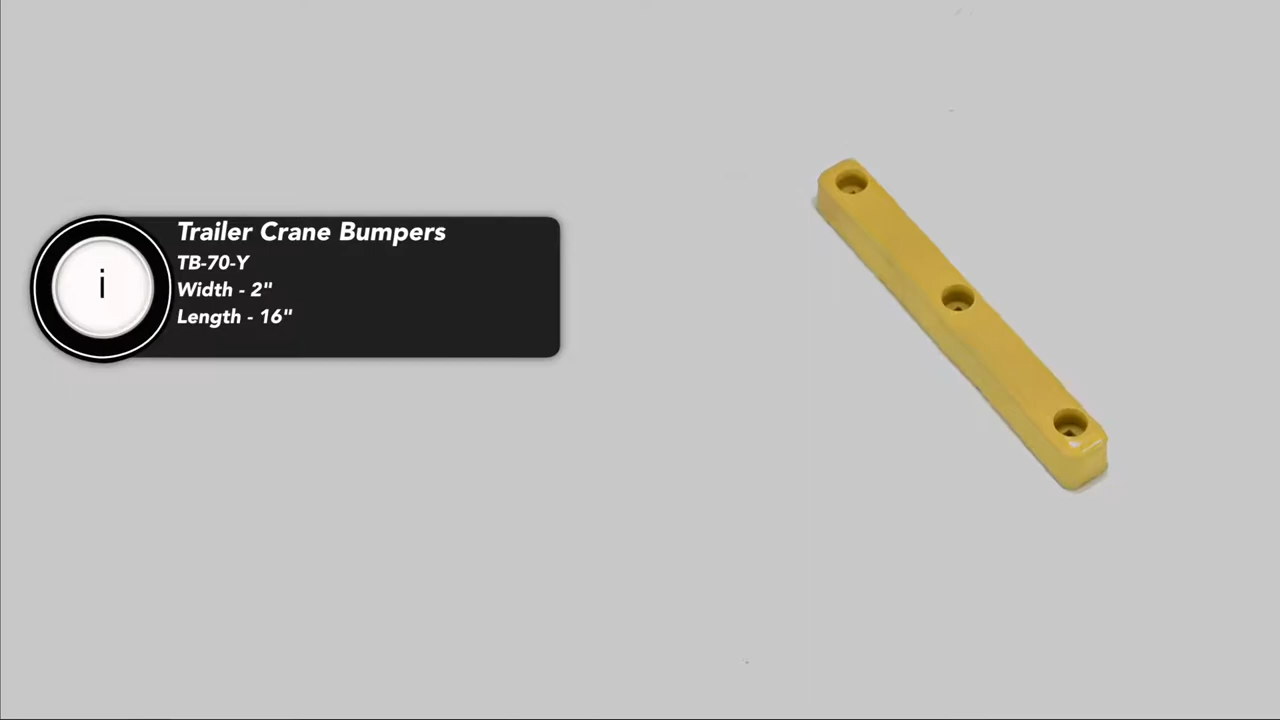 i
Trailer Crane Bumpers
TB-70-Y
Width - 2"
Length - 16"